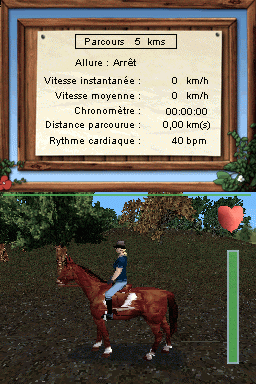 Parcours 5 kms
Allure : Arrêt
Vitesse instantanée : 0 km/h
Vitesse moyenne : 0 km/h
Chronomètre : 00:00:00
Distance parcourue : 0,00 km(s)
Rythme cardiaque : 40 bpm